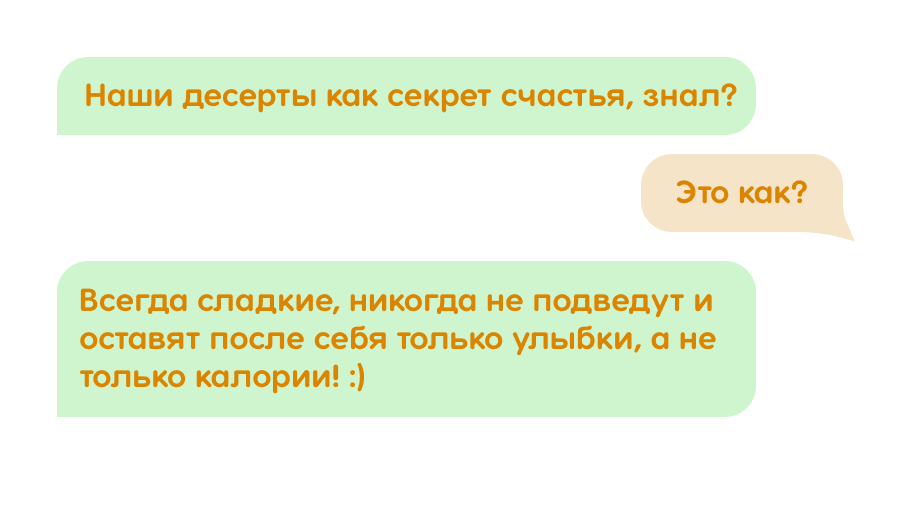 Наши десерты как секрет счастья, знал?
Это как?
Всегда сладкие, никогда не подведут и
оставят после себя только улыбки, а не
только калории! :)